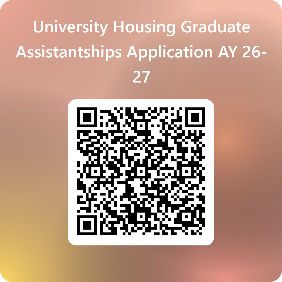 University Housing Graduate
Assistantships Application AY 26-
27